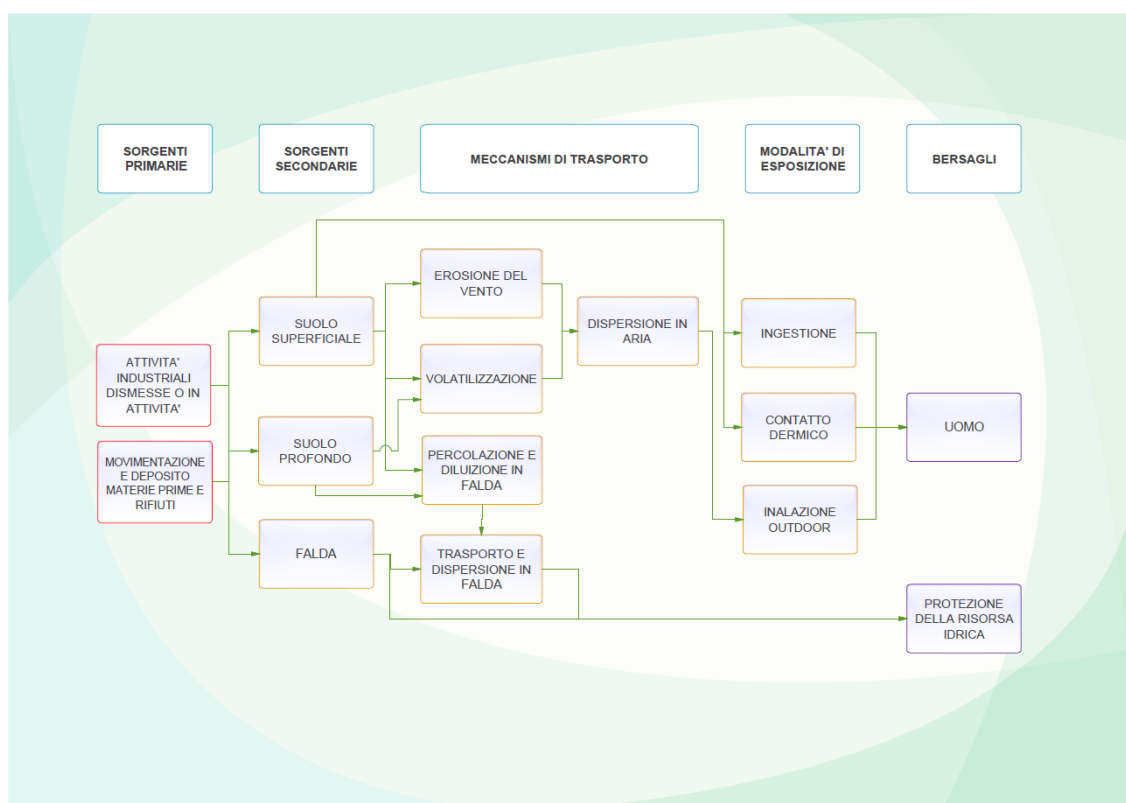 SORGENTI
PRIMARIE
SORGENTI
SECONDARIE
MECCANISMI DI TRASPORTO
MODALITA' DI
ESPOSIZIONE
BERSAGLI
ATTIVITA'
INDUSTRIALI
DISMESSE O IN
ATTIVITA'
MOVIMENTAZIONE
E DEPOSITO
MATERIE PRIME E
RIFIUTI
SUOLO
SUPERFICIALE
SUOLO
PROFONDO
FALDA
EROSIONE DEL
VENTO
VOLATILIZZAZIONE
PERCOLAZIONE E
DILUIZIONE IN
FALDA
TRASPORTO E
DISPERSIONE IN
FALDA
DISPERSIONE IN
ARIA
INGESTIONE
CONTATTO
DERMICO
INALAZIONE
OUTDOOR
UOMO
PROTEZIONE
DELLA RISORSA
IDRICA